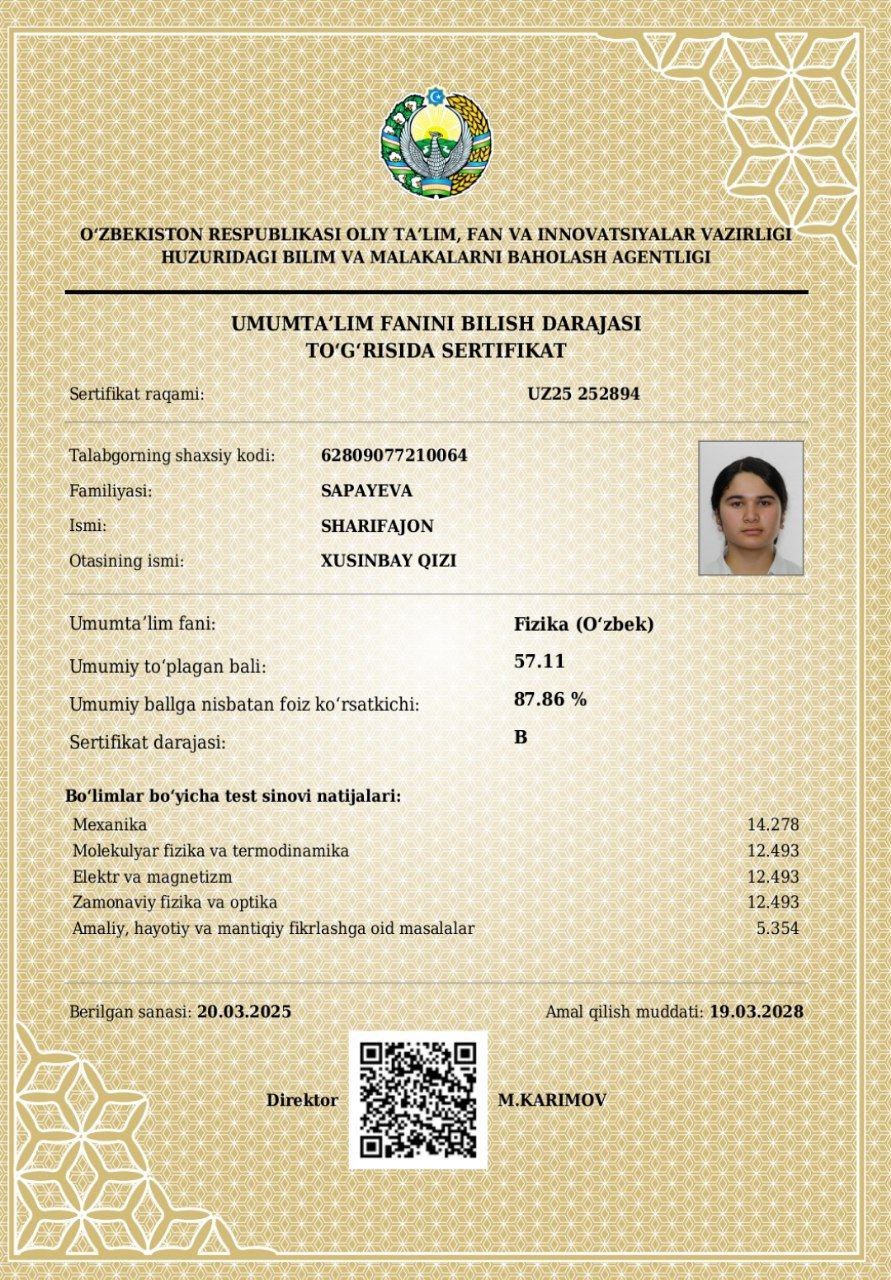 O‘ZBEKISTON RESPUBLIKASI OLIY TA’LIM, FAN VA INNOVATSIYALAR VAZIRLIGI
HUZURIDAGI BILIM VA MALAKALARNI BAHOLASH AGENTLIGI
UMUMTA’LIM FANINI BILISH DARAJASI
TO‘G‘RISIDA SERTIFIKAT
Sertifikat raqami: UZ25 252894
Talabgorning shaxsiy kodi: 62809077210064
Familiyasi: SAPAYEVA
Ismi: SHARIFAJON
Otasining ismi: XUSINBAY QIZI
Umumta’lim fani: Fizika (O‘zbek)
Umumiy to‘plagan bali: 57.11
Umumiy ballga nisbatan foiz ko‘rsatkichi: 87.86 %
Sertifikat darajasi: B
Bo‘limlar bo‘yicha test sinovi natijalari:
Mexanika 14.278
Molekulyar fizika va termodinamika 12.493
Elektr va magnetizm 12.493
Zamonaviy fizika va optika 12.493
Amaliy, hayotiy va mantiqiy fikrlashga oid masalalar 5.354
Berilgan sanasi: 20.03.2025 Amal qilish muddati: 19.03.2028
Direktor M.KARIMOV